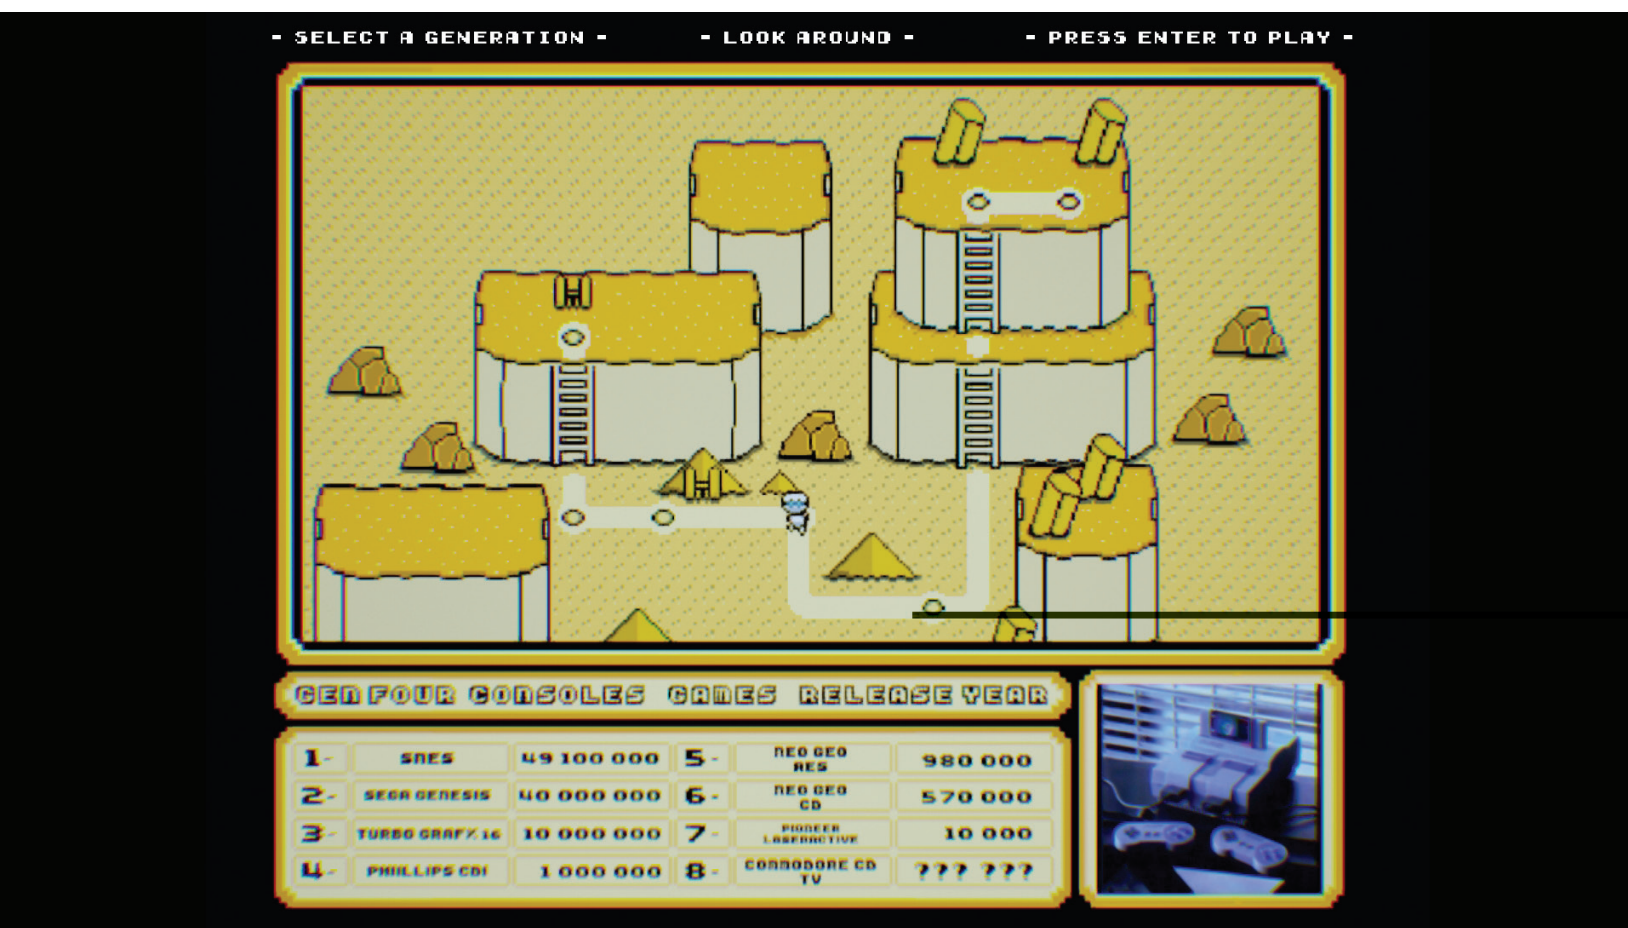 - SELECT A GENERATION -
- LOOK AROUND -
- PRESS ENTER TO PLAY -
GEN FOUR CONSOLES GAMES RELEASE YEAR
1- SNES 49 100 000
2- SEGA GENESIS 40 000 000
3- TURBO GRAFX 16 10 000 000
4- PHIILLIPS CDI 1 000 000
5- NEO GEO
AES 980 000
6- NEO GEO
CD 570 000
7- PIONEER
LASERACTIVE 10 000
8- COMMODORE CD
TV ??? ???